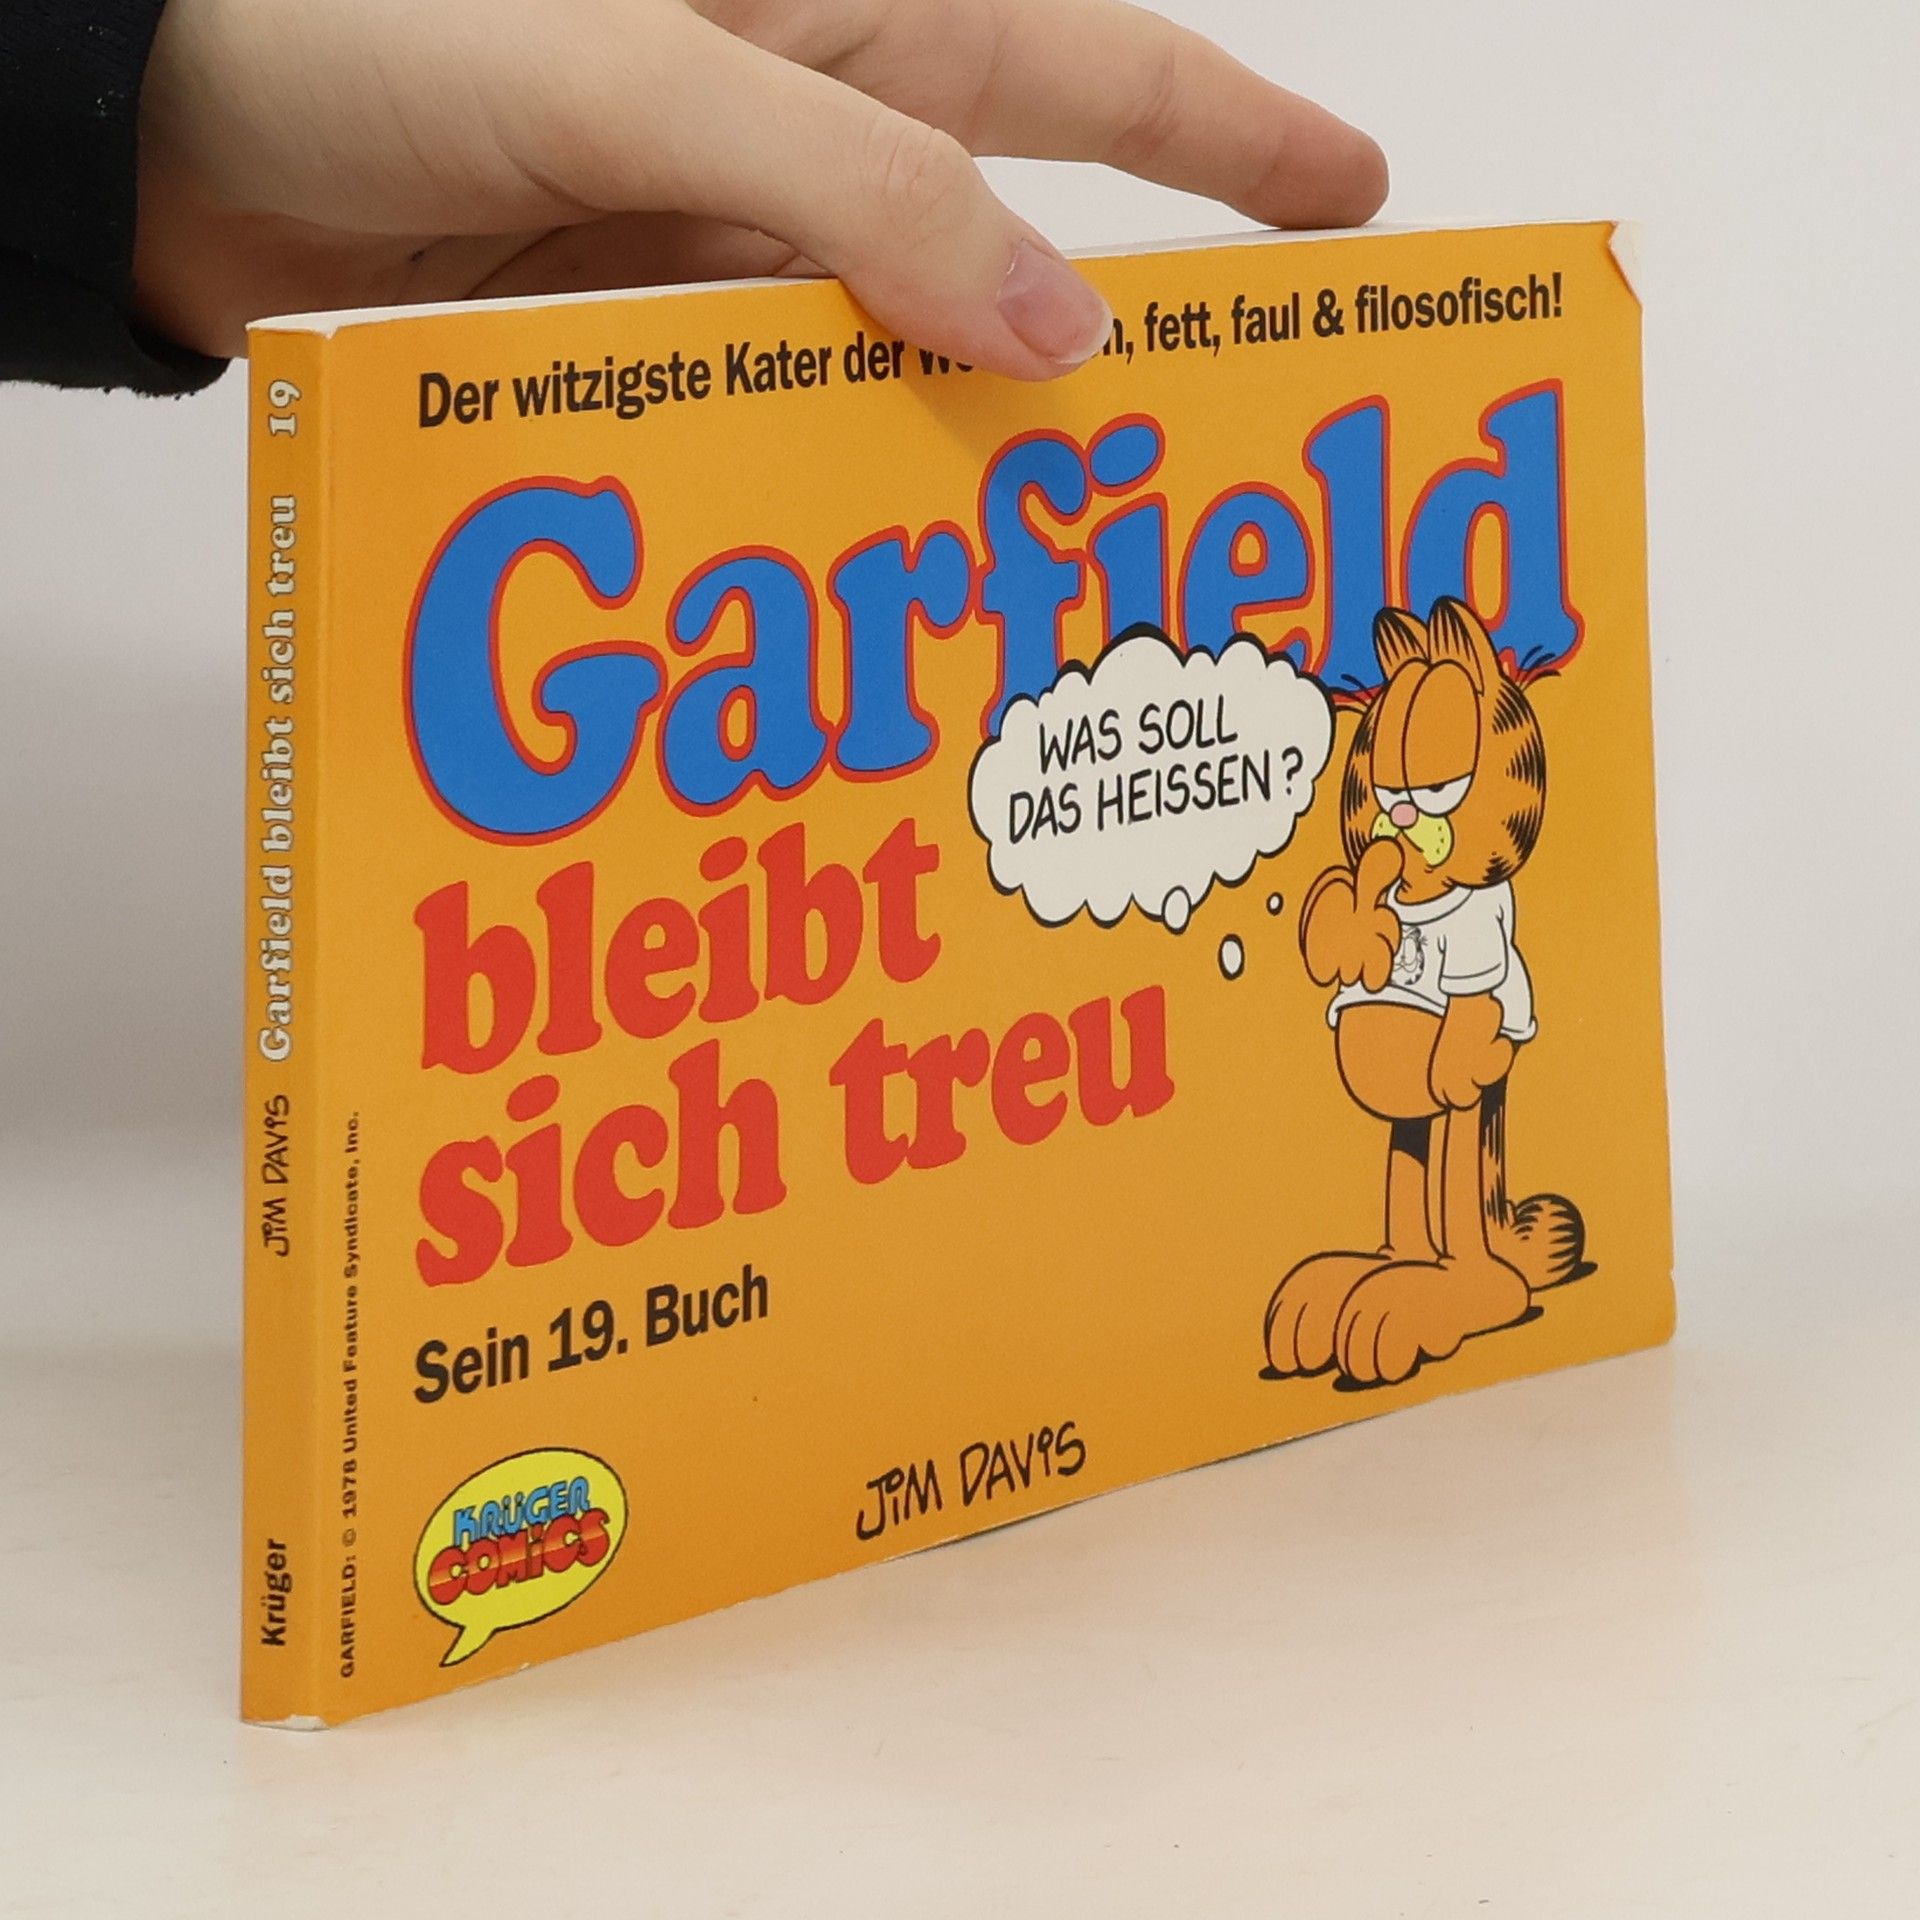 Der witzigste Kater der fett, faul & filosofisch!
Garfield
WAS SOLL
DAS HEISSEN?
bleibt
sich treu
Sein 19. Buch
JIM DAVIS
KRÜGER
COMICS
GARFIELD: © 1978 United Feature Syndicate, Inc.
Krüger JIM DAVIS Garfield bleibt sich treu 19